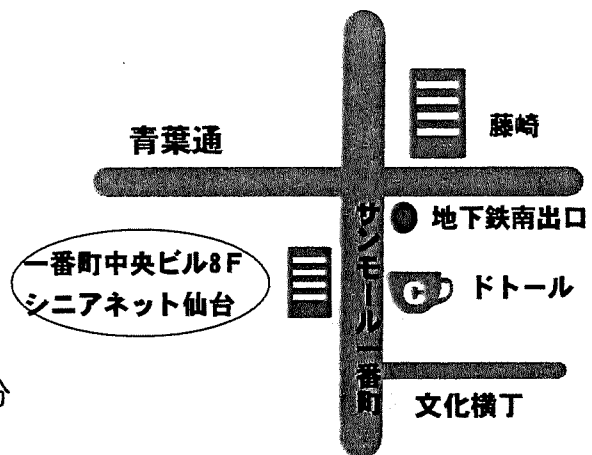 藤崎
青葉通
地下鉄南出口
サンモール一番町
一番町中央ビル8F
シニアネット仙台
ドトール
文化横丁
分